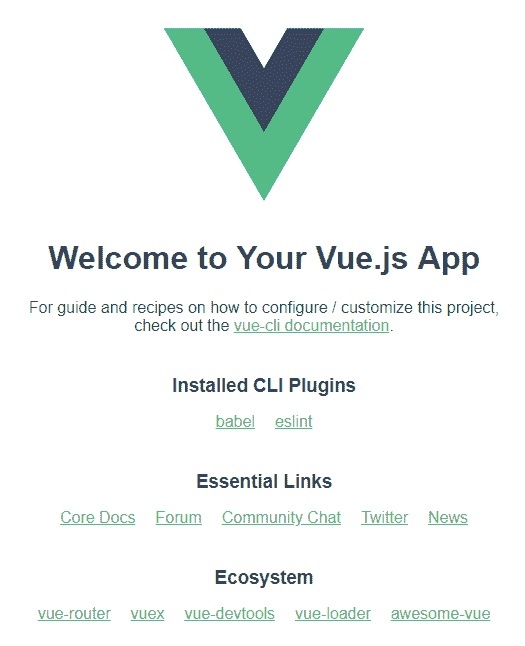 Welcome to Your Vue.js App
For guide and recipes on how to configure / customize this project,
check out the vue-cli documentation.
Installed CLI Plugins
babel eslint
Essential Links
Core Docs Forum Community Chat Twitter News
Ecosystem
vue-router vuex vue-devtools vue-loader awesome-vue